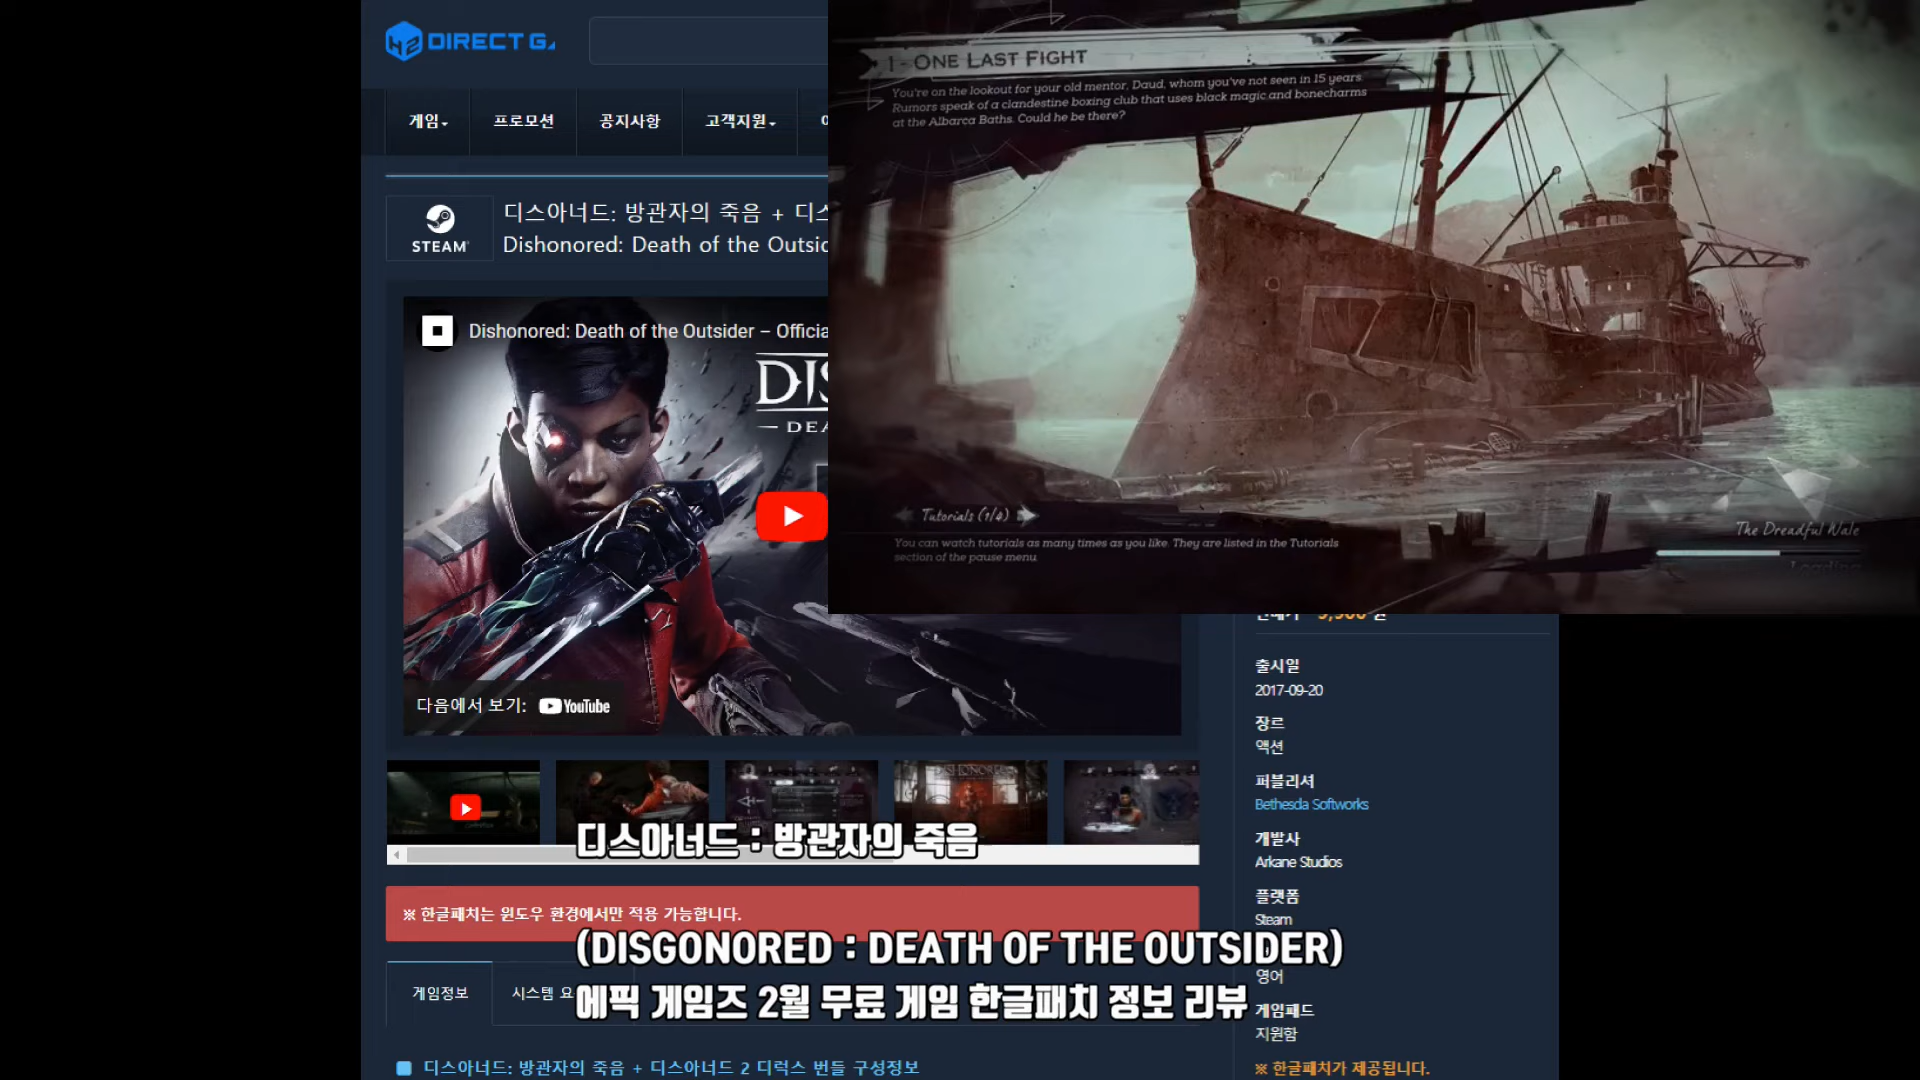 H2 DIRECT G
게임
프로모션
공지사항
고객지원
STEAM
디스아너드: 방관자의 죽음 + 디스
Dishonored: Death of the Outsid
Dishonored: Death of the Outsider – Officia
DIS
DEA
다음에서 보기: YouTube
1 - ONE LAST FIGHT
You're on the lookout for your old mentor, Daud, whom you've not seen in 15 years.
Rumors speak of a clandestine boxing club that uses black magic and bonecharms
at the Albarca Baths. Could he be there?
Tutorials (1/4)
You can watch tutorials as many times as you like. They are listed in the Tutorials
section of the pause menu.
The Dreadful Wale
Loading
출시일
2017-09-20
장르
액션
퍼블리셔
Bethesda Softworks
개발사
Arkane Studios
플랫폼
Steam
영어
게임패드
지원함
※ 한글패치가 제공됩니다.
디스아너드 : 방관자의 죽음
※ 한글패치는 윈도우 환경에서만 적용 가능합니다.
(DISGONORED : DEATH OF THE OUTSIDER)
에픽 게임즈 2월 무료 게임 한글패치 정보 리뷰
게임정보
시스템 요
디스아너드: 방관자의 죽음 + 디스아너드 2 디럭스 번들 구성정보